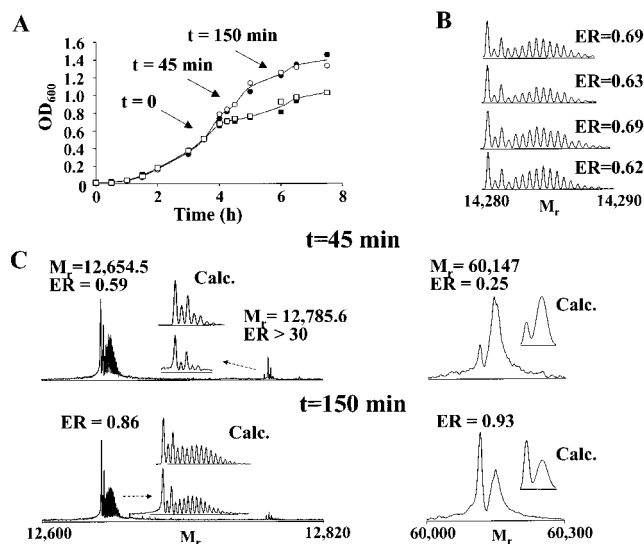 A
OD600
1.6
1.4
1.2
1.0
0.8
0.6
0.4
0.2
0
t = 150 min
t = 45 min
t = 0
0 2 4 6 8
Time (h)
B
ER=0.69
ER=0.63
ER=0.69
ER=0.62
14,280 14,290
Mr
t=45 min
C
Mr=12,654.5
ER = 0.59
Calc.
Mr= 12,785.6
ER > 30
Mr= 60,147
ER = 0.25
Calc.
t=150 min
ER = 0.86
Calc.
ER = 0.93
Calc.
12,600 Mr 12,820
60,000 Mr 60,300